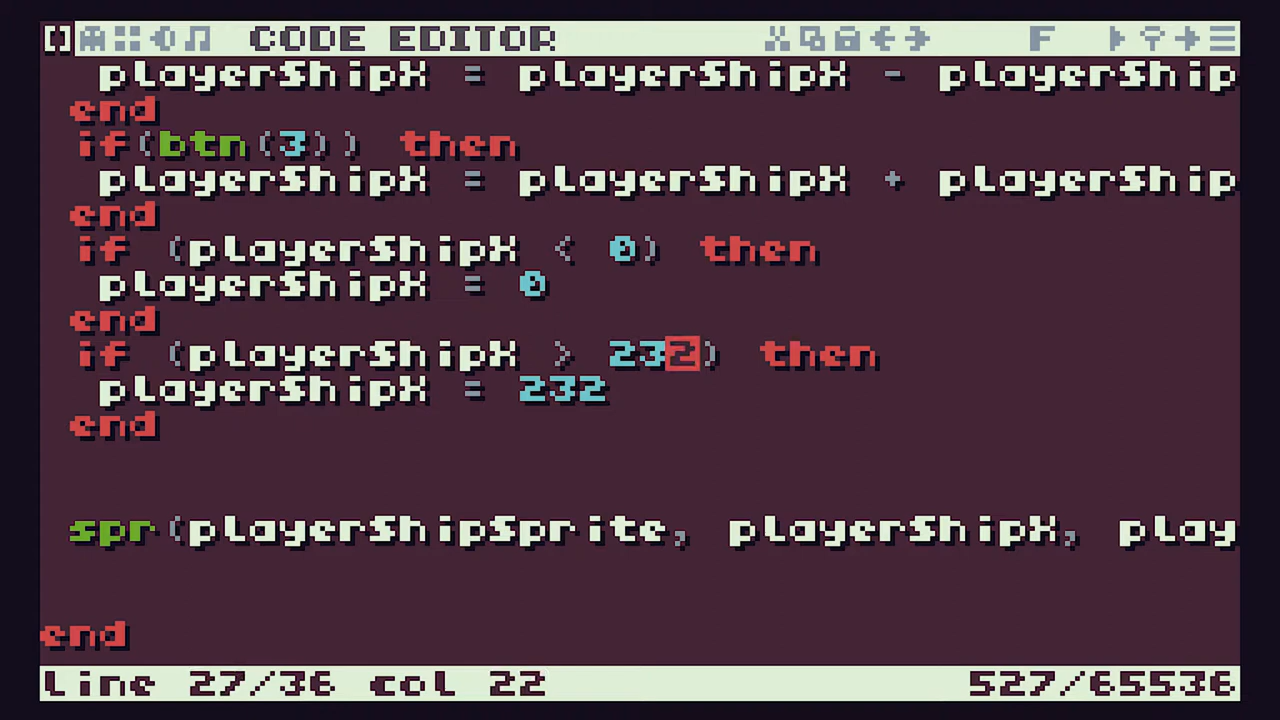 CODE EDITOR F
playerShipX = playerShipX - playerShip
end
if(btn(3)) then
playerShipX = playerShipX + playerShip
end
if (playerShipX < 0) then
playerShipX = 0
end
if (playerShipX > 232) then
playerShipX = 232
end
spr(playerShipSprite, playerShipX, play
end
line 27/36 col 22 527/65536